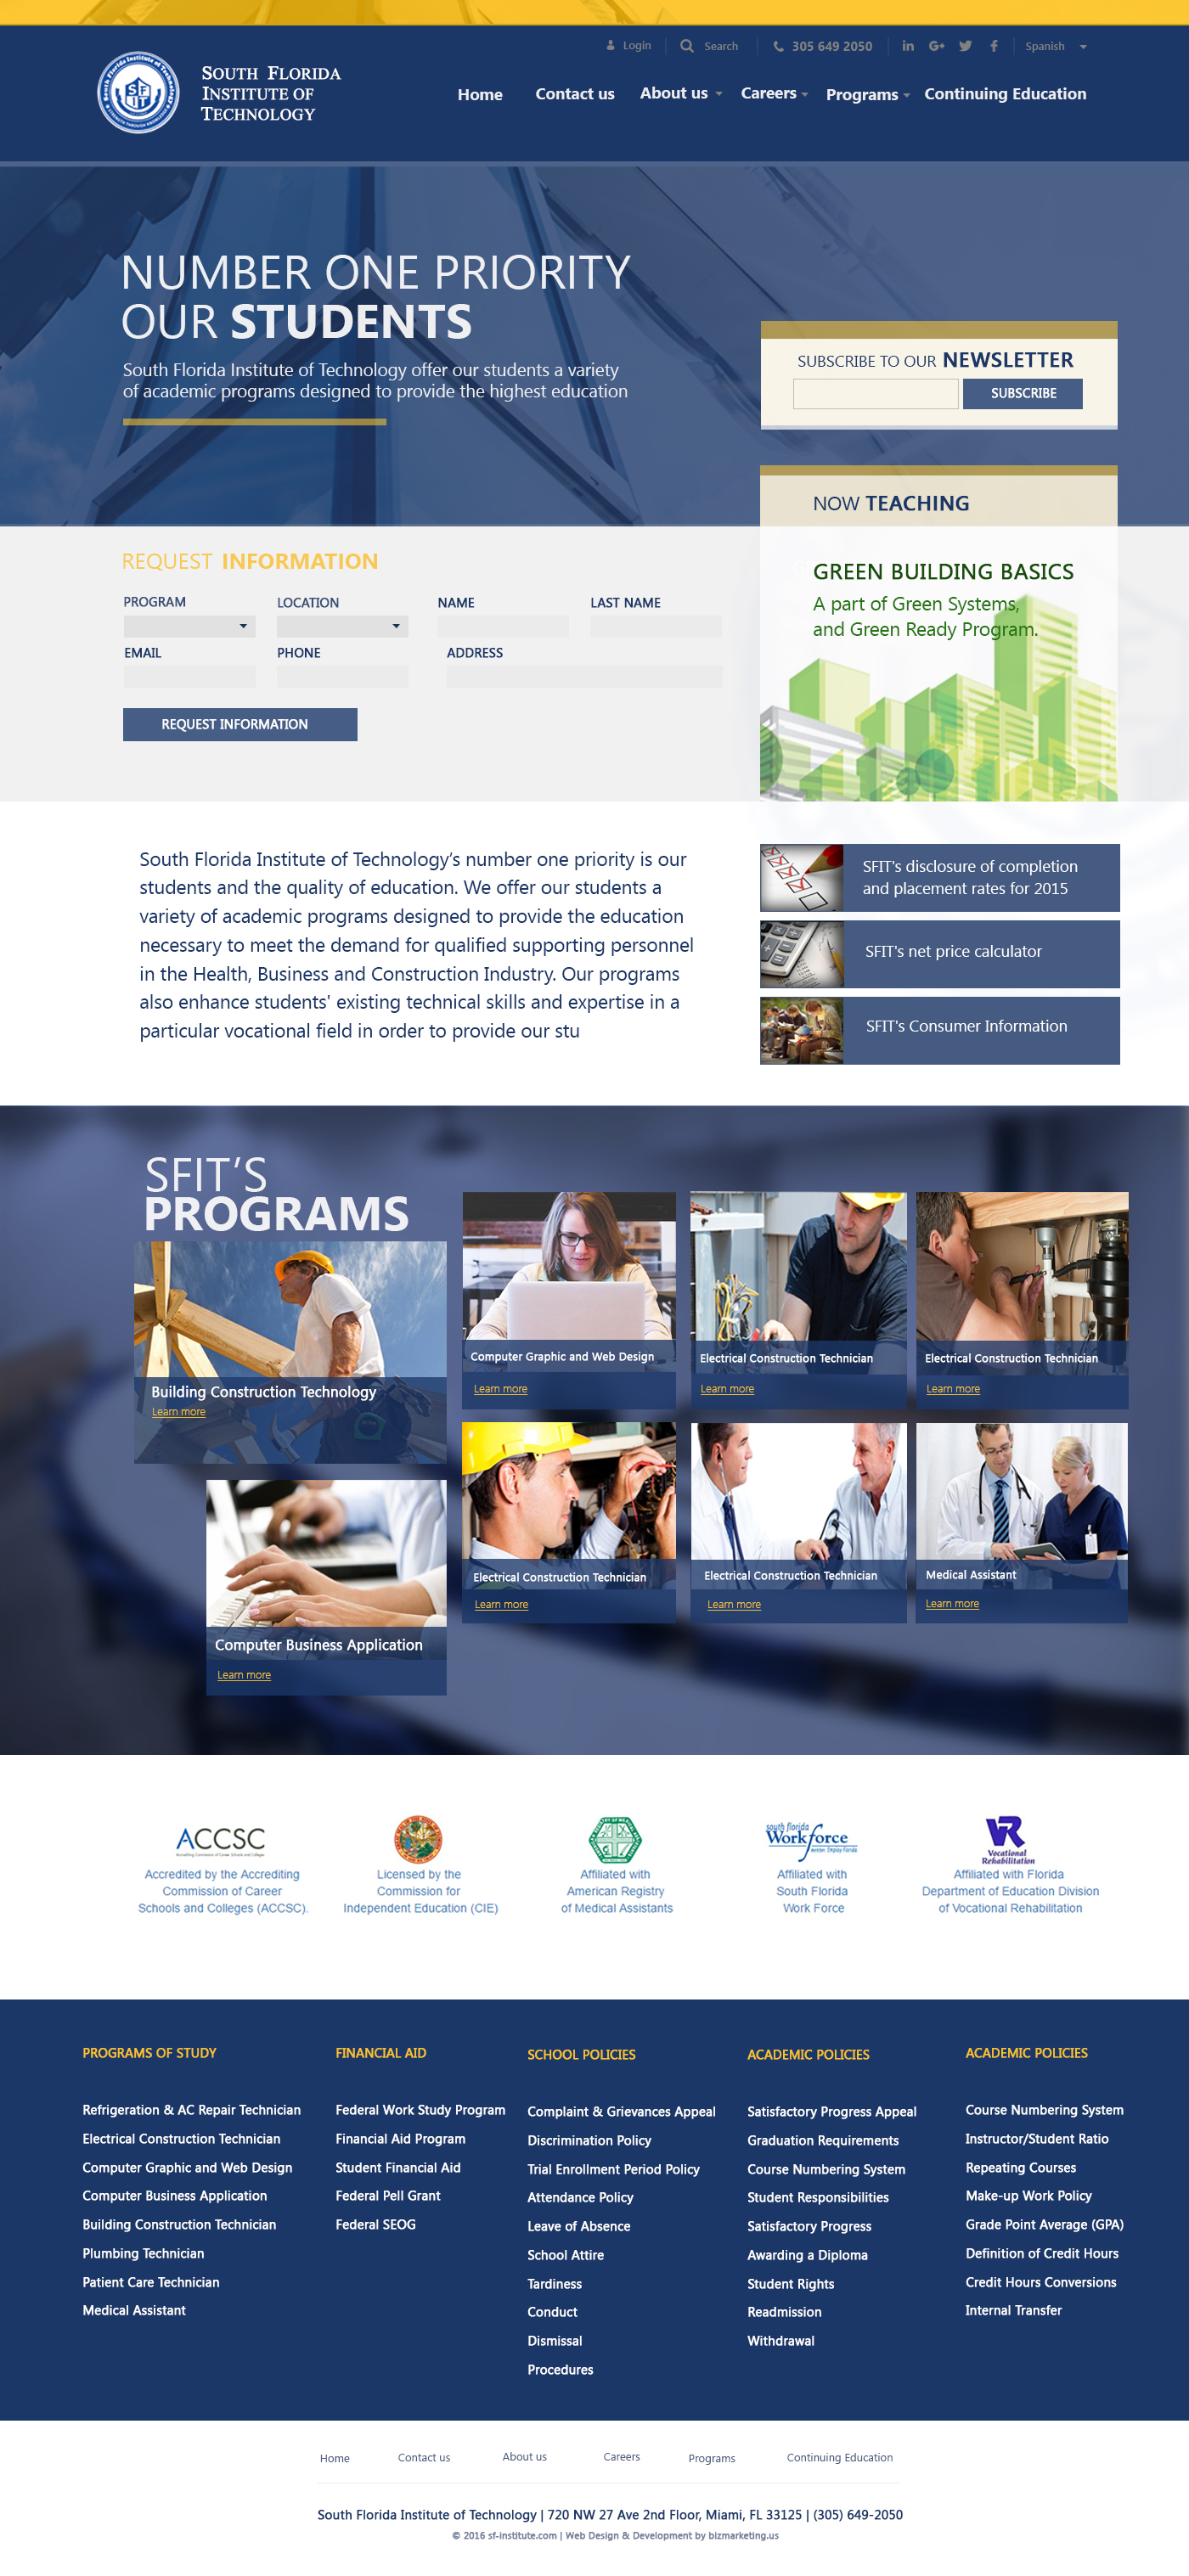 Login
Search
305 649 2050
Spanish
South Florida
Institute of
Technology
SFIT
Home
Contact us
About us
Careers
Programs
Continuing Education
NUMBER ONE PRIORITY
OUR STUDENTS
South Florida Institute of Technology offer our students a variety
of academic programs designed to provide the highest education
SUBSCRIBE TO OUR NEWSLETTER
SUBSCRIBE
NOW TEACHING
GREEN BUILDING BASICS
A part of Green Systems,
and Green Ready Program.
REQUEST INFORMATION
PROGRAM
LOCATION
NAME
LAST NAME
EMAIL
PHONE
ADDRESS
REQUEST INFORMATION
South Florida Institute of Technology’s number one priority is our
students and the quality of education. We offer our students a
variety of academic programs designed to provide the education
necessary to meet the demand for qualified supporting personnel
in the Health, Business and Construction Industry. Our programs
also enhance students' existing technical skills and expertise in a
particular vocational field in order to provide our stu
SFIT's disclosure of completion
and placement rates for 2015
SFIT's net price calculator
SFIT's Consumer Information
SFIT’S
PROGRAMS
Building Construction Technology
Learn more
Computer Business Application
Learn more
Computer Graphic and Web Design
Learn more
Electrical Construction Technician
Learn more
Electrical Construction Technician
Learn more
Electrical Construction Technician
Learn more
Electrical Construction Technician
Learn more
Medical Assistant
Learn more
ACCSC
Accredited by the Accrediting
Commission of Career
Schools and Colleges (ACCSC).
Licensed by the
Commission for
Independent Education (CIE)
Affiliated with
American Registry
of Medical Assistants
south florida
Workforce
Affiliated with
South Florida
Work Force
VR
Vocational
Rehabilitation
Affiliated with Florida
Department of Education Division
of Vocational Rehabilitation
PROGRAMS OF STUDY
Refrigeration & AC Repair Technician
Electrical Construction Technician
Computer Graphic and Web Design
Computer Business Application
Building Construction Technician
Plumbing Technician
Patient Care Technician
Medical Assistant
FINANCIAL AID
Federal Work Study Program
Financial Aid Program
Student Financial Aid
Federal Pell Grant
Federal SEOG
SCHOOL POLICIES
Complaint & Grievances Appeal
Discrimination Policy
Trial Enrollment Period Policy
Attendance Policy
Leave of Absence
School Attire
Tardiness
Conduct
Dismissal
Procedures
ACADEMIC POLICIES
Satisfactory Progress Appeal
Graduation Requirements
Course Numbering System
Student Responsibilities
Satisfactory Progress
Awarding a Diploma
Student Rights
Readmission
Withdrawal
ACADEMIC POLICIES
Course Numbering System
Instructor/Student Ratio
Repeating Courses
Make-up Work Policy
Grade Point Average (GPA)
Definition of Credit Hours
Credit Hours Conversions
Internal Transfer
Home
Contact us
About us
Careers
Programs
Continuing Education
South Florida Institute of Technology | 720 NW 27 Ave 2nd Floor, Miami, FL 33125 | (305) 649-2050
© 2016 sf-institute.com | Web Design & Development by bizmarketing.us